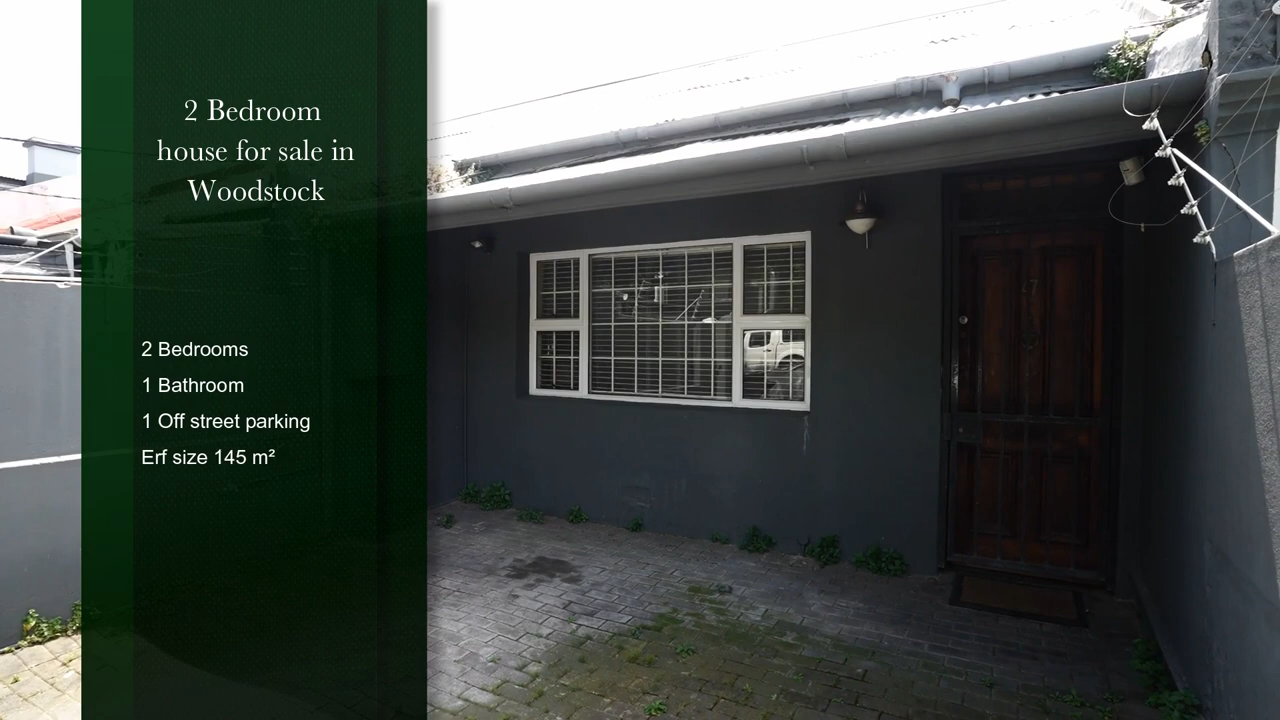 2 Bedroom
house for sale in
Woodstock
2 Bedrooms
1 Bathroom
1 Off street parking
Erf size 145 m²